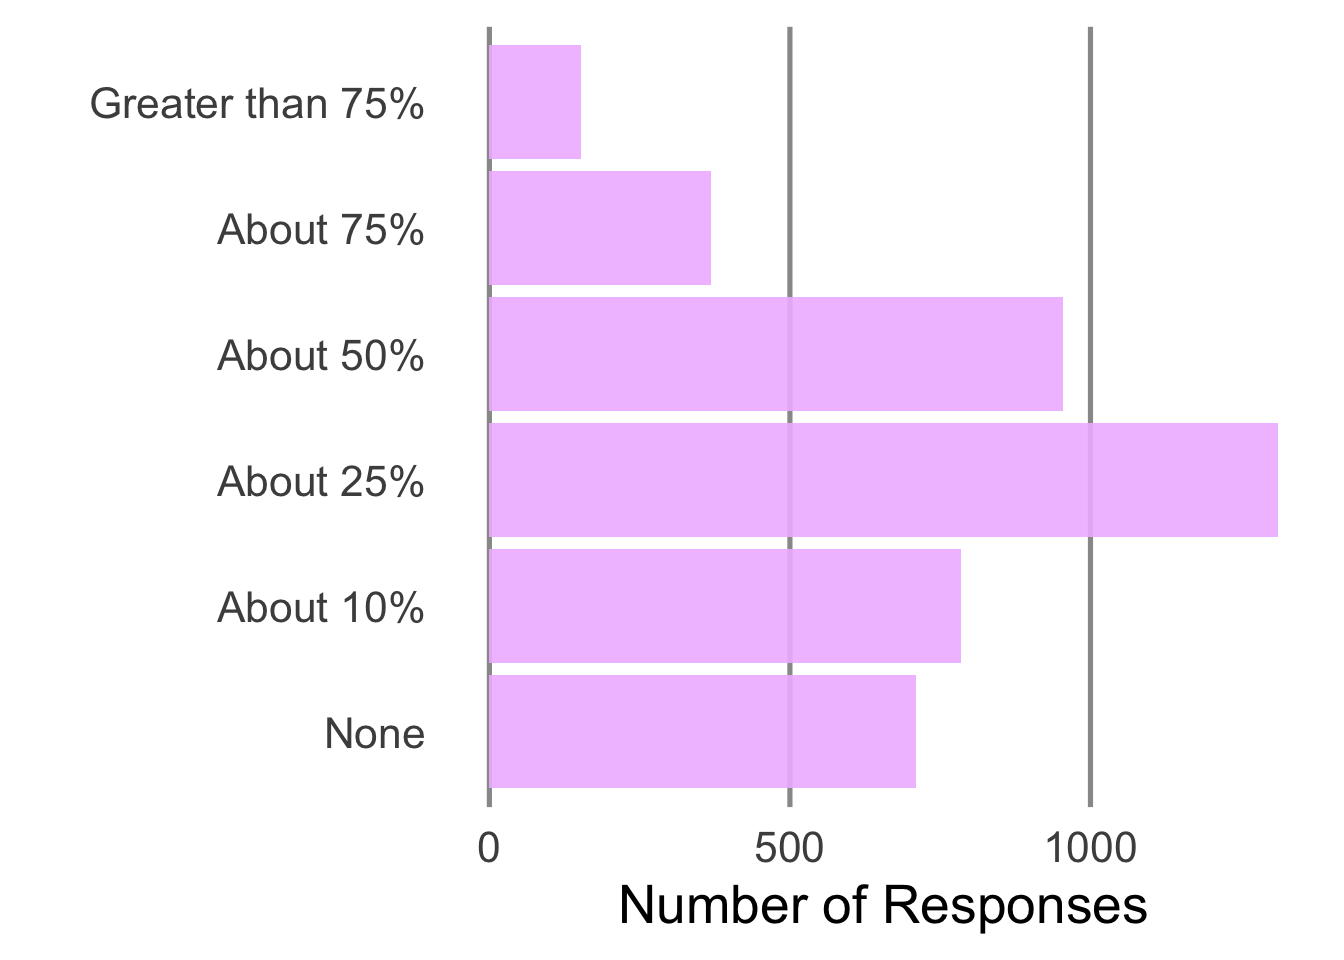 Greater than 75%
About 75%
About 50%
About 25%
About 10%
None
0 500 1000
Number of Responses